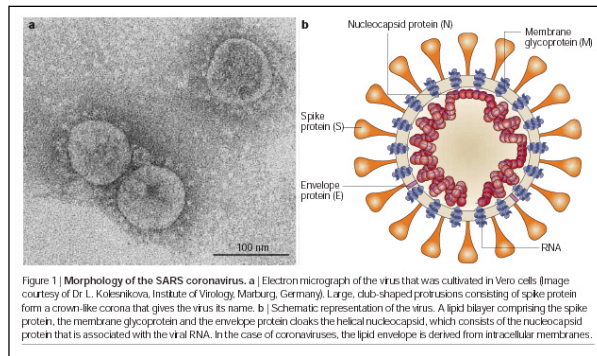 a
b
Nucleocapsid protein (N)
Membrane
glycoprotein (M)
Spike
protein (S)
Envelope
protein (E)
RNA
100 nm
Figure 1 | Morphology of the SARS coronavirus. a | Electron micrograph of the virus that was cultivated in Vero cells (Image
courtesy of Dr L. Kolesnikova, Institute of Virology, Marburg, Germany). Large, club-shaped protrusions consisting of spike protein
form a crown-like corona that gives the virus its name. b | Schematic representation of the virus. A lipid bilayer comprising the spike
protein, the membrane glycoprotein and the envelope protein cloaks the helical nucleocapsid, which consists of the nucleocapsid
protein that is associated with the viral RNA. In the case of coronaviruses, the lipid envelope is derived from intracellular membranes.